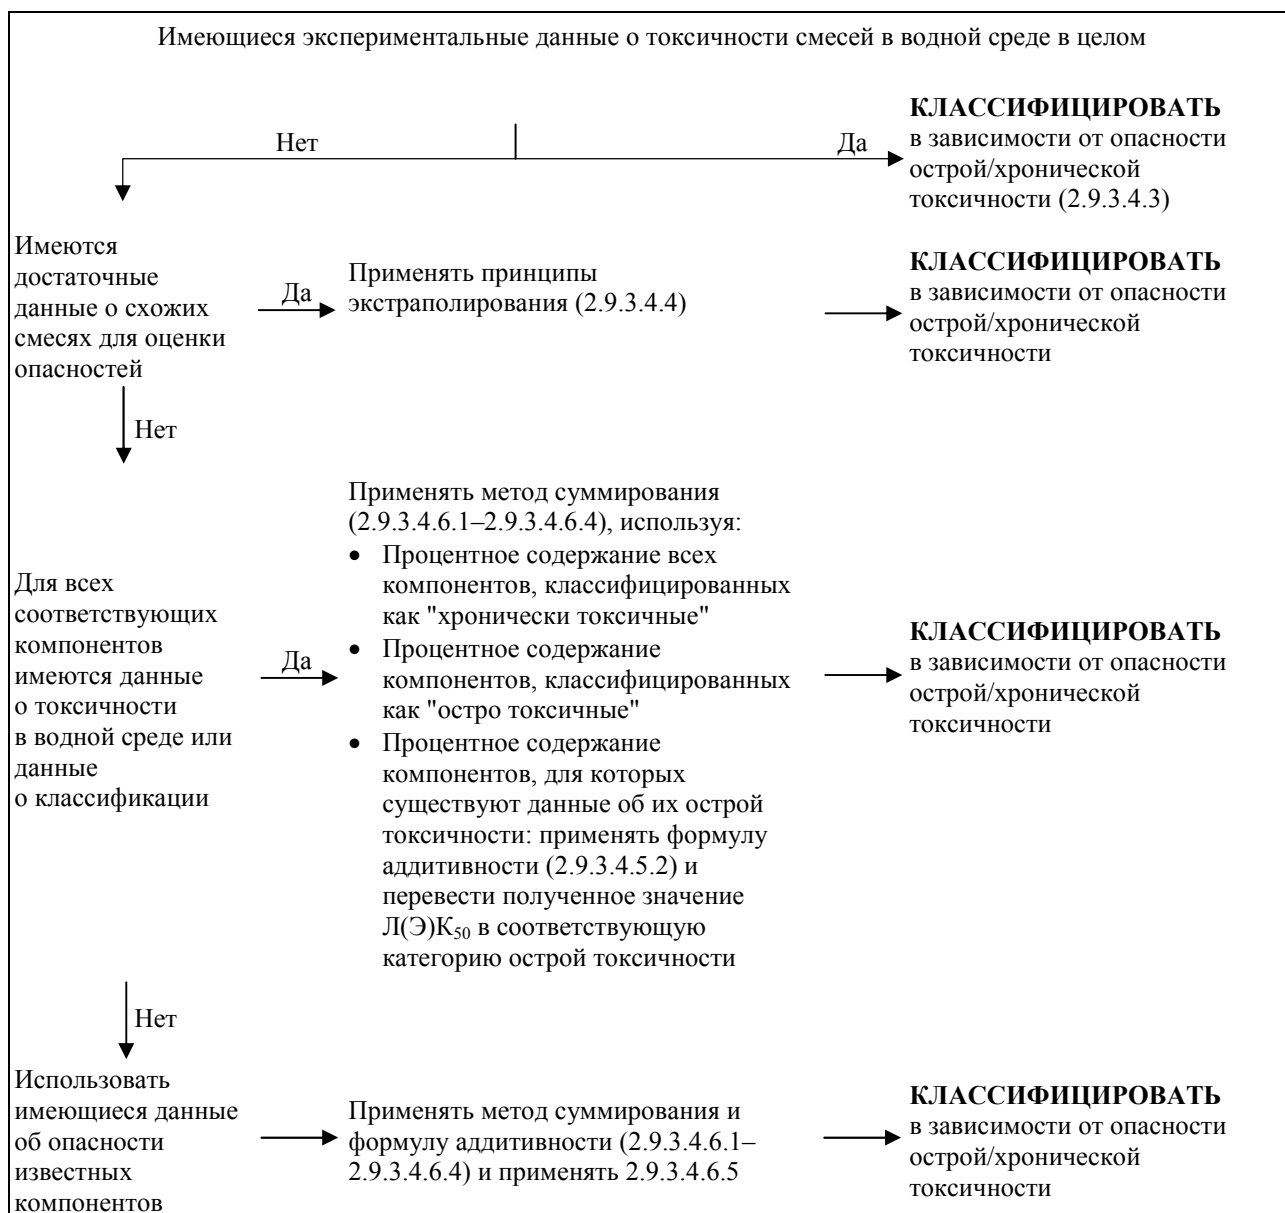 Имеющиеся экспериментальные данные о токсичности смесей в водной среде в целом
Нет
Да
КЛАССИФИЦИРОВАТЬ
в зависимости от опасности
острой/хронической
токсичности (2.9.3.4.3)
Имеются
достаточные
данные о схожих
смесях для оценки
опасностей
Да
Применять принципы
экстраполирования (2.9.3.4.4)
КЛАССИФИЦИРОВАТЬ
в зависимости от опасности
острой/хронической
токсичности
Нет
Для всех
соответствующих
компонентов
имеются данные
о токсичности
в водной среде или
данные
о классификации
Да
Применять метод суммирования
(2.9.3.4.6.1–2.9.3.4.6.4), используя:
• Процентное содержание всех
компонентов, классифицированных
как "хронически токсичные"
• Процентное содержание
компонентов, классифицированных
как "остро токсичные"
• Процентное содержание
компонентов, для которых
существуют данные об их острой
токсичности: применять формулу
аддитивности (2.9.3.4.5.2) и
перевести полученное значение
Л(Э)К₅₀ в соответствующую
категорию острой токсичности
КЛАССИФИЦИРОВАТЬ
в зависимости от опасности
острой/хронической
токсичности
Нет
Использовать
имеющиеся данные
об опасности
известных
компонентов
Применять метод суммирования и
формулу аддитивности (2.9.3.4.6.1–
2.9.3.4.6.4) и применять 2.9.3.4.6.5
КЛАССИФИЦИРОВАТЬ
в зависимости от опасности
острой/хронической
токсичности